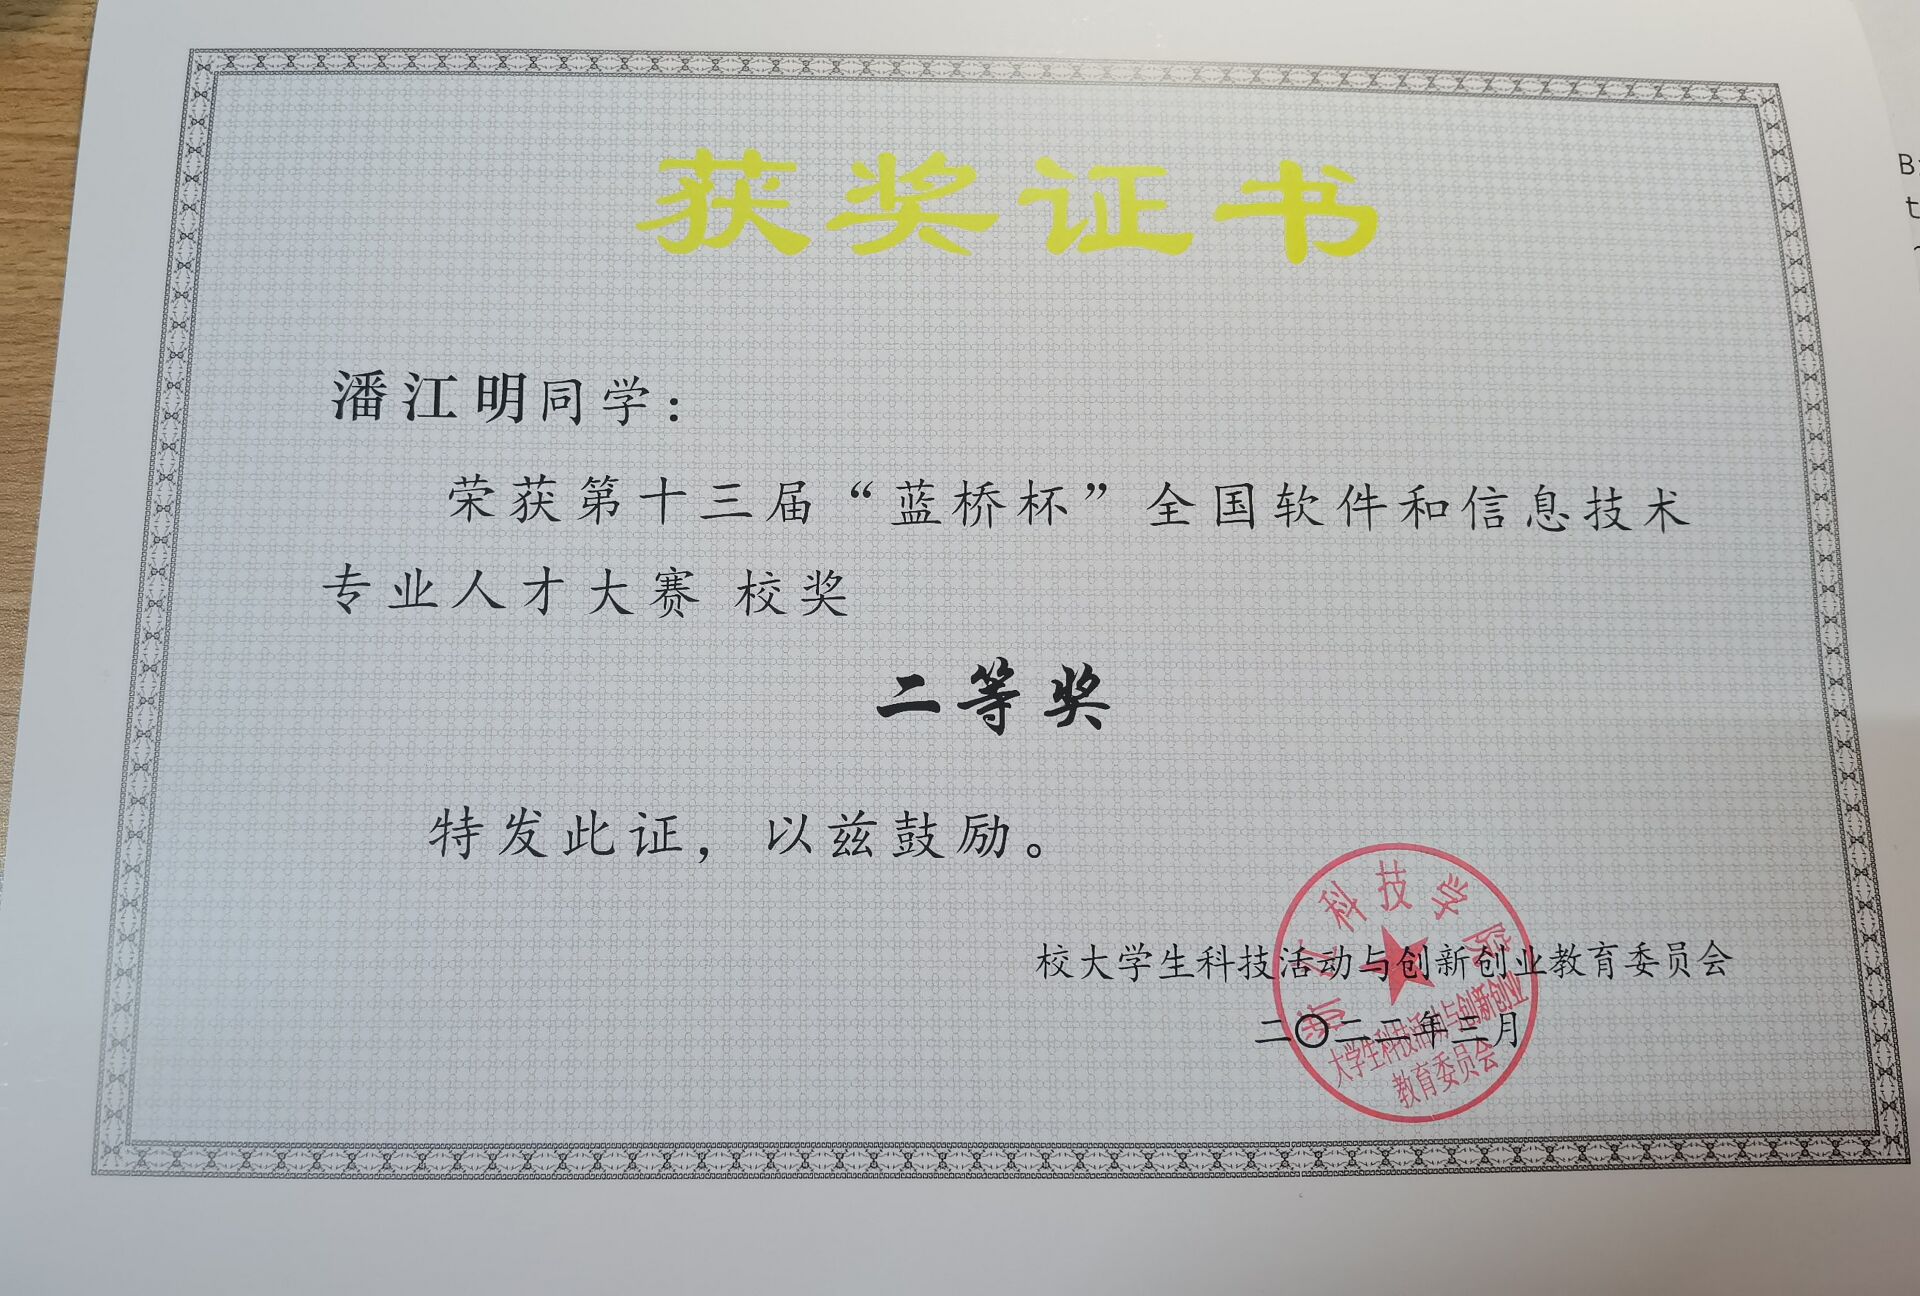 获奖证书
潘江明同学：
荣获第十三届“蓝桥杯”全国软件和信息技术
专业人才大赛 校奖
二等奖
特发此证，以兹鼓励。
校大学生科技活动与创新创业教育委员会
二〇二二年三月
浙江科技学院
大学生科技活动与创新创业
教育委员会